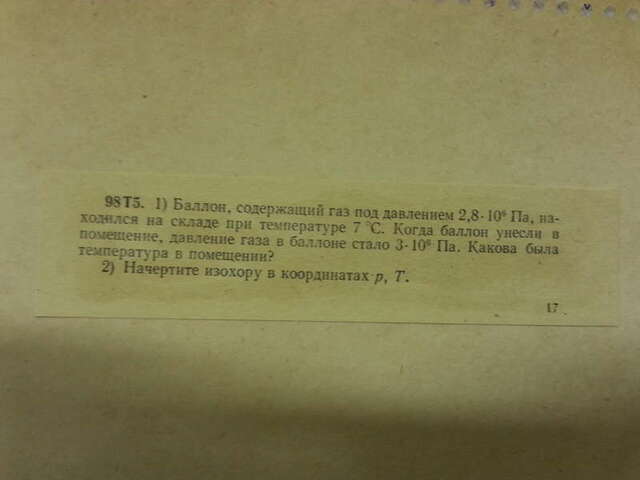 98Т5. 1) Баллон, содержащий газ под давлением 2,8·10⁶ Па, на-
ходился на складе при температуре 7 °С. Когда баллон унесли в
помещение, давление газа в баллоне стало 3·10⁶ Па. Какова была
температура в помещении?
2) Начертите изохору в координатах p, T.
17